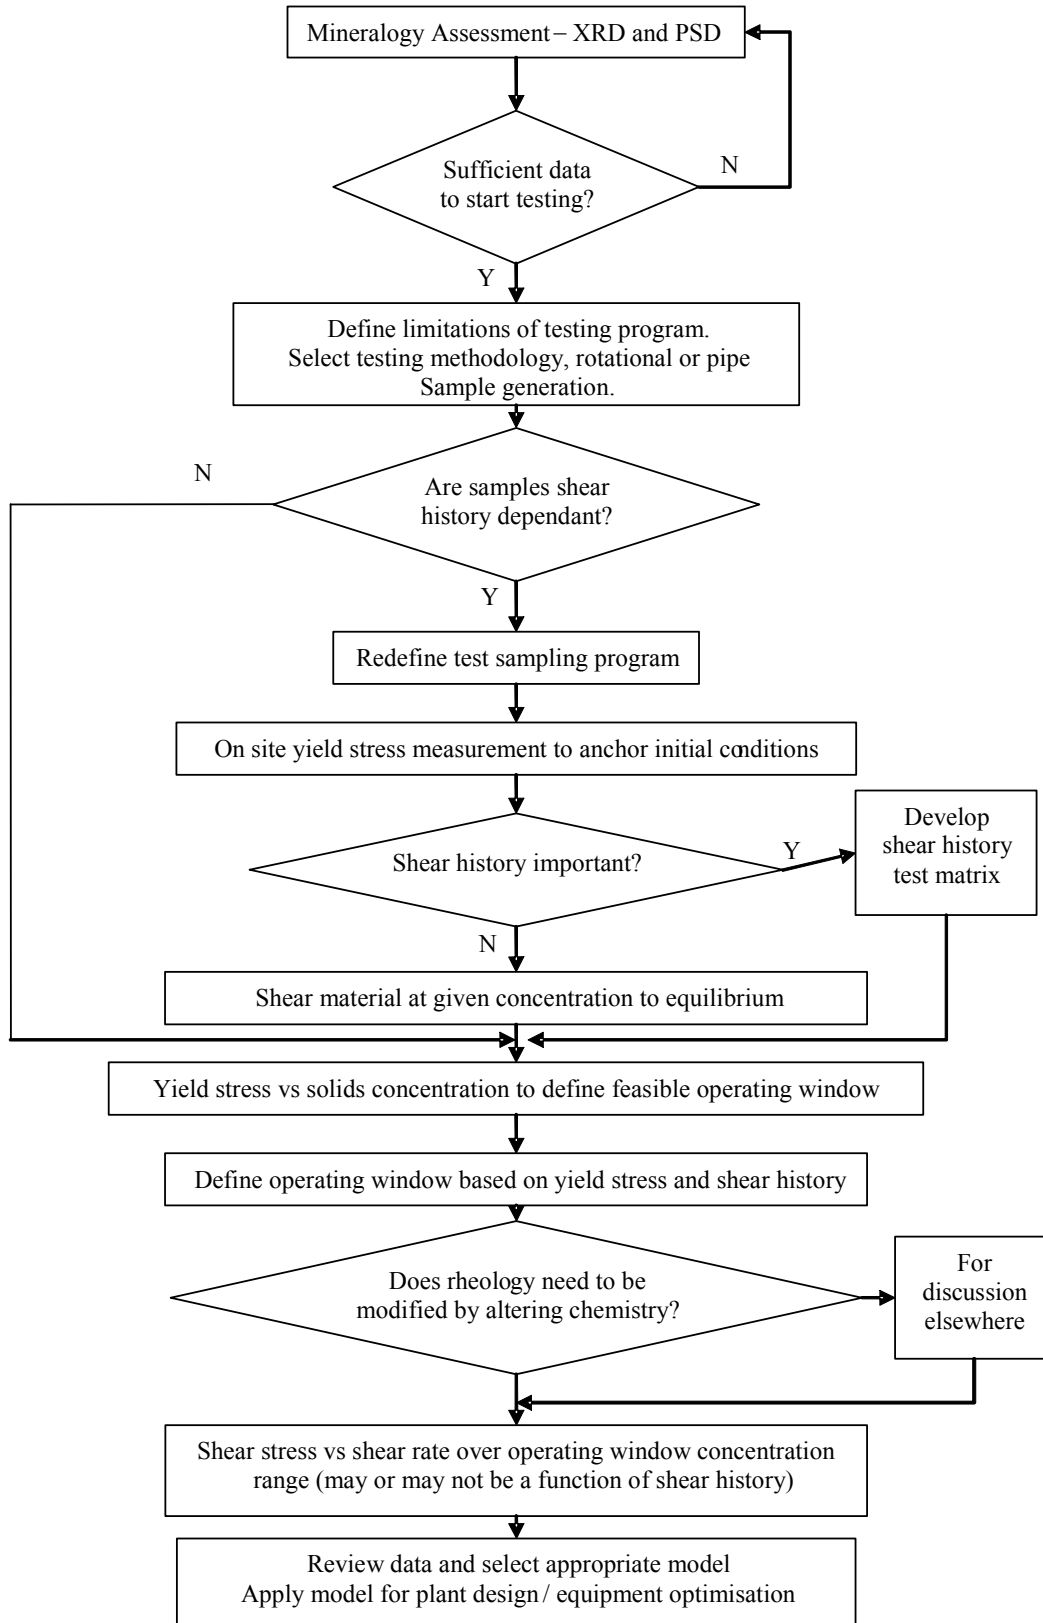 Mineralogy Assessment – XRD and PSD
Sufficient data
to start testing?
N
Y
Define limitations of testing program.
Select testing methodology, rotational or pipe
Sample generation.
N
Are samples shear
history dependant?
Y
Redefine test sampling program
On site yield stress measurement to anchor initial conditions
Shear history important?
Y
Develop
shear history
test matrix
N
Shear material at given concentration to equilibrium
Yield stress vs solids concentration to define feasible operating window
Define operating window based on yield stress and shear history
Does rheology need to be
modified by altering chemistry?
For
discussion
elsewhere
Shear stress vs shear rate over operating window concentration
range (may or may not be a function of shear history)
Review data and select appropriate model
Apply model for plant design / equipment optimisation